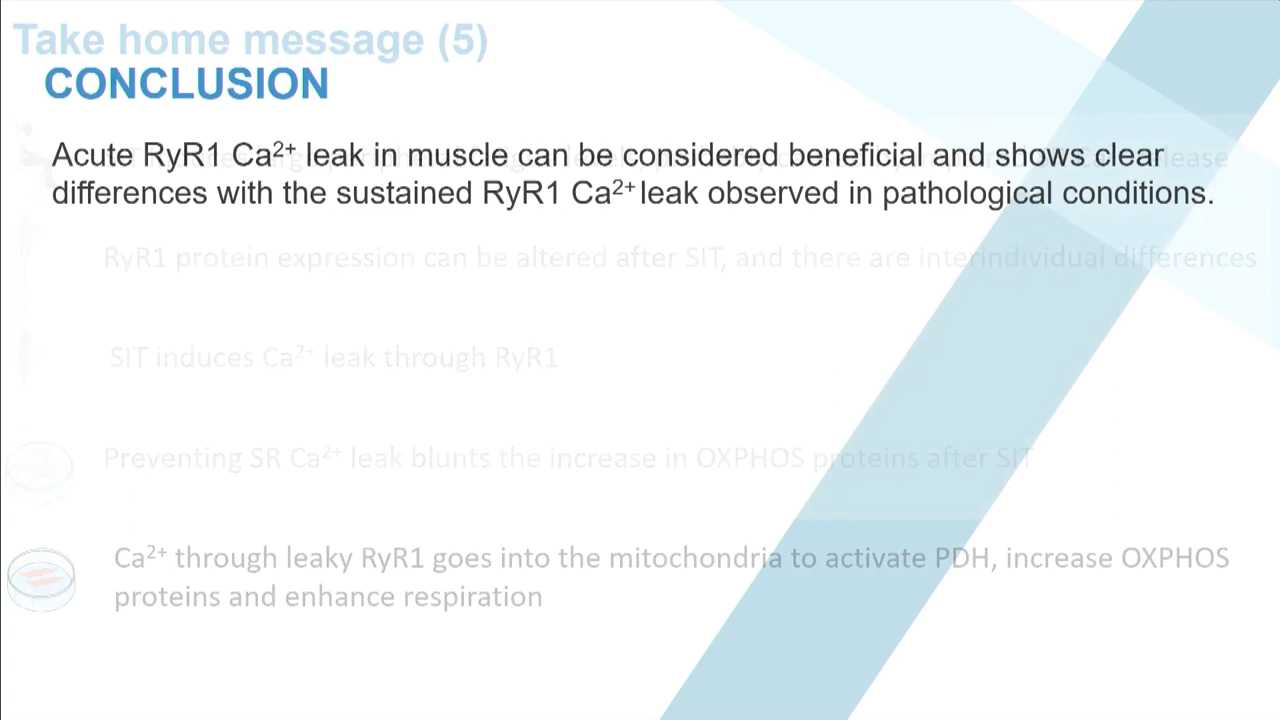 Take home message (5)
CONCLUSION
Acute RyR1 Ca²⁺ leak in muscle can be considered beneficial and shows clear
differences with the sustained RyR1 Ca²⁺ leak observed in pathological conditions.
RyR1 protein expression can be altered after SIT, and there are interindividual differences
SIT induces Ca²⁺ leak through RyR1
Preventing SR Ca²⁺ leak blunts the increase in OXPHOS proteins after SIT
Ca²⁺ through leaky RyR1 goes into the mitochondria to activate PDH, increase OXPHOS
proteins and enhance respiration